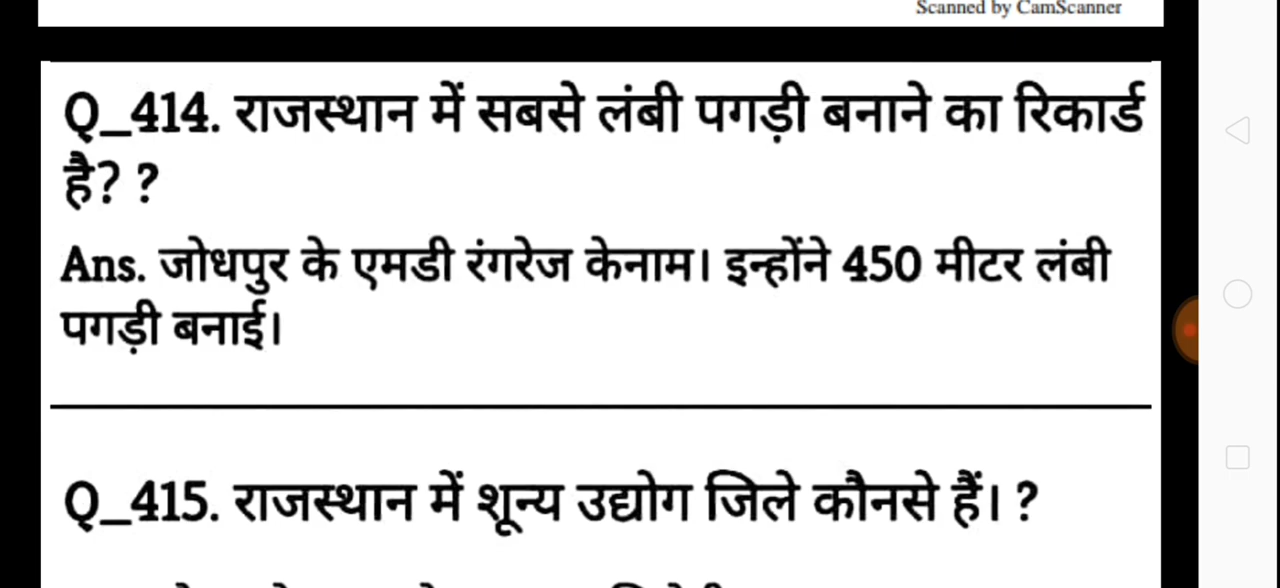 Scanned by CamScanner
Q_414. राजस्थान में सबसे लंबी पगड़ी बनाने का रिकार्ड
है? ?
Ans. जोधपुर के एमडी रंगरेज केनाम। इन्होंने 450 मीटर लंबी
पगड़ी बनाई।
Q_415. राजस्थान में शून्य उद्योग जिले कौनसे हैं। ?